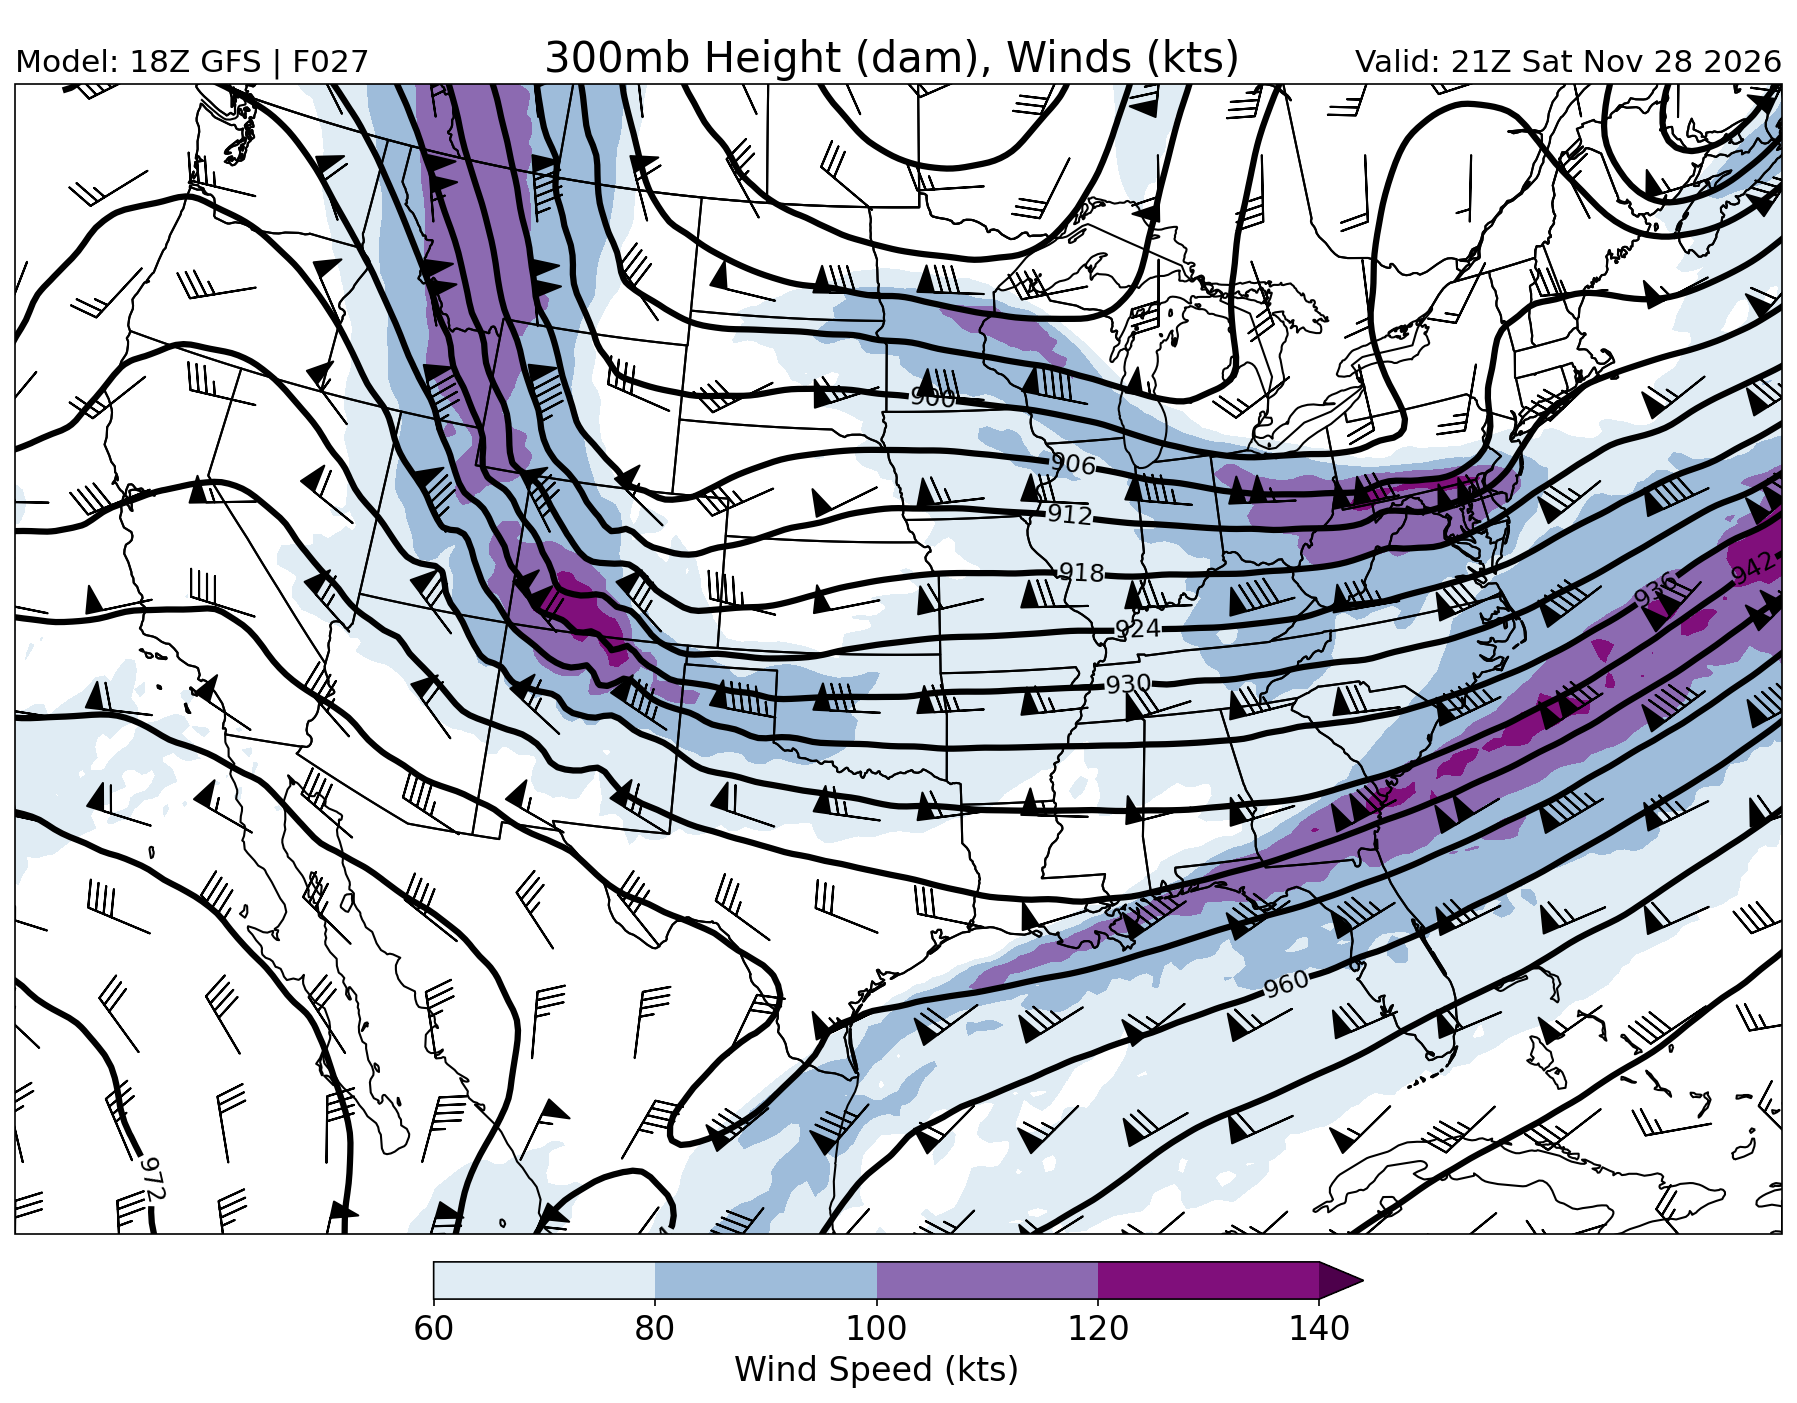 Model: 18Z GFS | F027
300mb Height (dam), Winds (kts)
Valid: 21Z Sat Nov 28 2026
900
906
912
918
924
930
936
942
960
972
60 80 100 120 140
Wind Speed (kts)